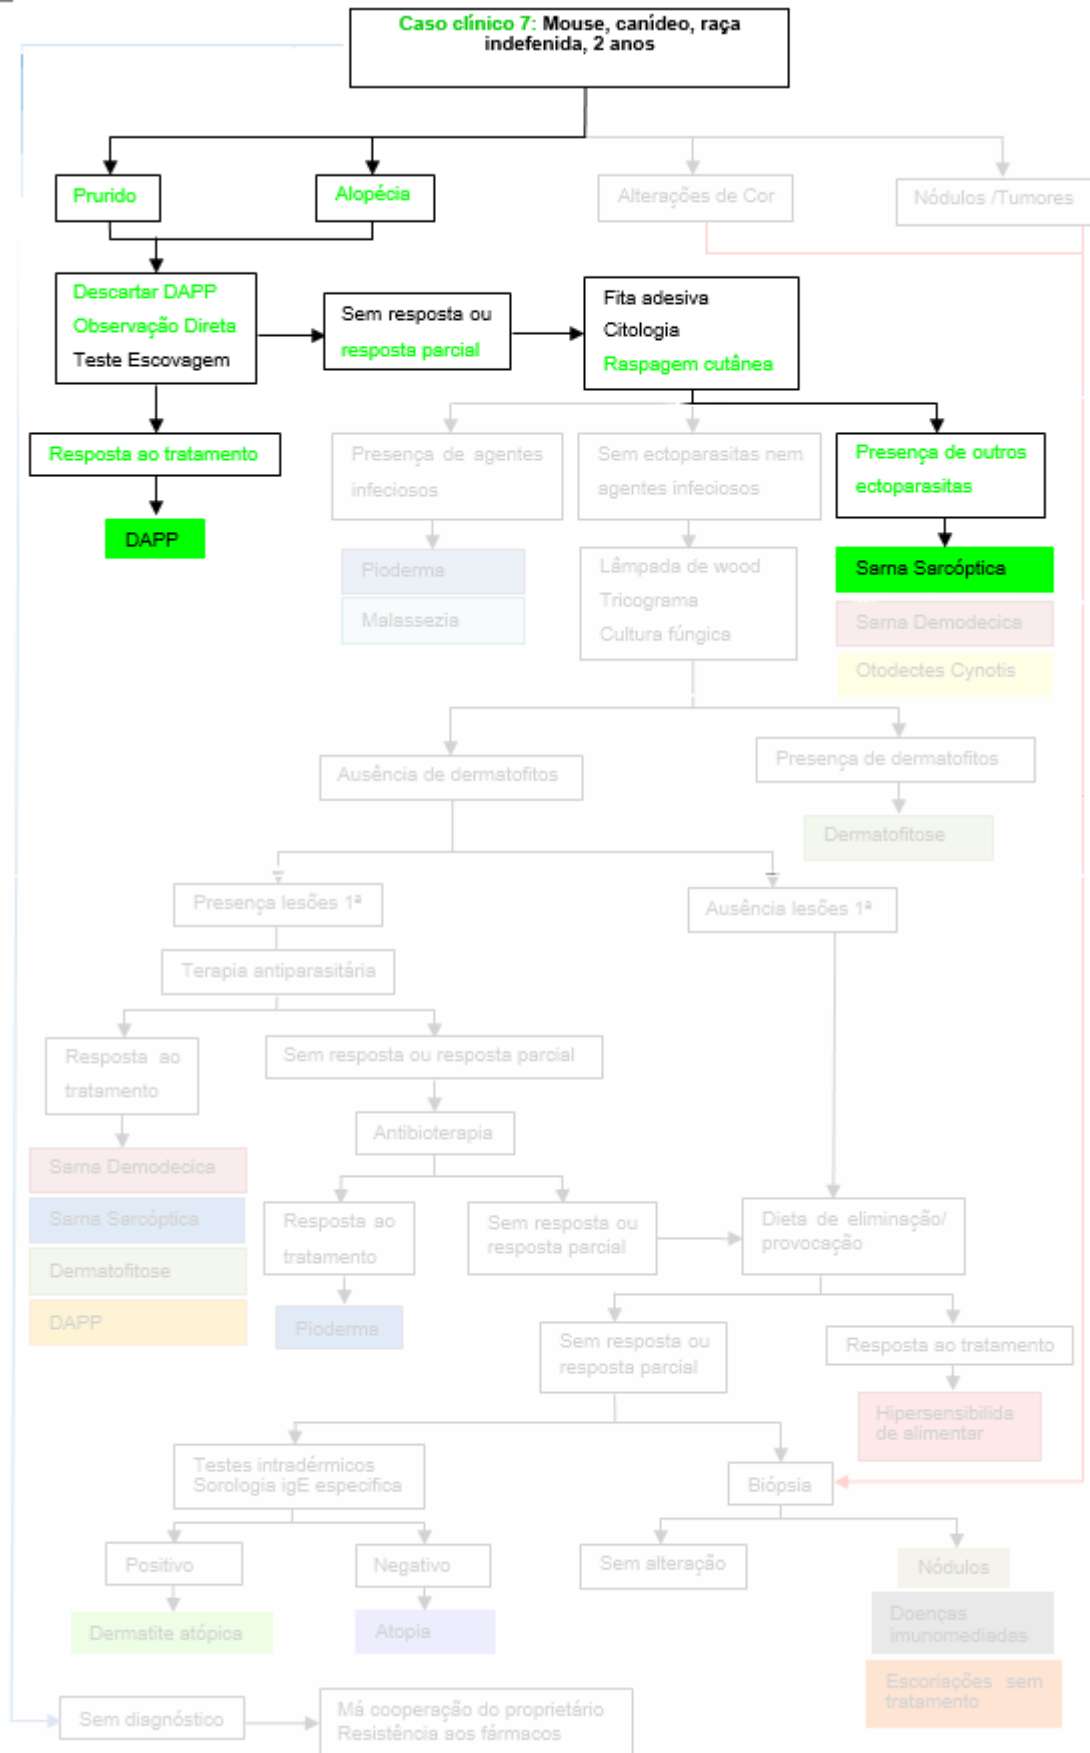 Caso clínico 7: Mouse, canídeo, raça
indefenida, 2 anos
Prurido
Alopécia
Alterações de Cor
Nódulos /Tumores
Descartar DAPP
Observação Direta
Teste Escovagem
Sem resposta ou
resposta parcial
Fita adesiva
Citologia
Raspagem cutânea
Resposta ao tratamento
Presença de agentes
infeciosos
Sem ectoparasitas nem
agentes infeciosos
Presença de outros
ectoparasitas
DAPP
Pioderma
Malassezia
Lâmpada de wood
Tricograma
Cultura fúngica
Sarna Sarcóptica
Sarna Demodecica
Otodectes Cynotis
Ausência de dermatofitos
Presença de dermatofitos
Dermatofitose
Presença lesões 1ª
Ausência lesões 1ª
Terapia antiparasitária
Resposta ao
tratamento
Sem resposta ou resposta parcial
Antibioterapia
Sarna Demodecica
Sarna Sarcóptica
Dermatofitose
DAPP
Resposta ao
tratamento
Sem resposta ou
resposta parcial
Dieta de eliminação/
provocação
Pioderma
Sem resposta ou
resposta parcial
Resposta ao tratamento
Hipersensibilida
de alimentar
Testes intradérmicos
Sorologia igE especifica
Biópsia
Positivo
Negativo
Sem alteração
Nódulos
Dermatite atópica
Atopia
Doenças
imunomediadas
Escoriações sem
tratamento
Sem diagnóstico
Má cooperação do proprietário
Resistência aos fármacos